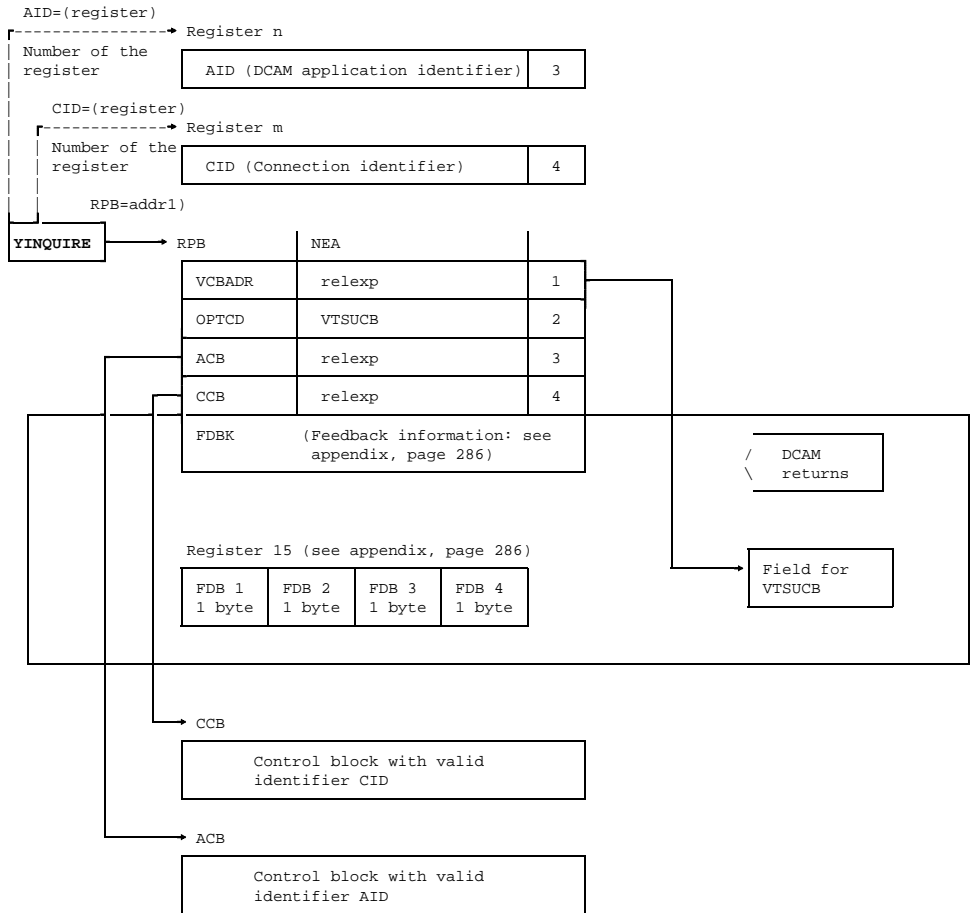 AID=(register)
Register n
Number of the
register
AID (DCAM application identifier) 3
CID=(register)
Register m
Number of the
register
CID (Connection identifier) 4
RPB=addr1)
YINQUIRE RPB NEA
VCBADR relexp 1
OPTCD VTSUCB 2
ACB relexp 3
CCB relexp 4
FDBK (Feedback information: see
appendix, page 286)
/ DCAM
\ returns
Register 15 (see appendix, page 286)
FDB 1 FDB 2 FDB 3 FDB 4
1 byte 1 byte 1 byte 1 byte
Field for
VTSUCB
CCB
Control block with valid
identifier CID
ACB
Control block with valid
identifier AID